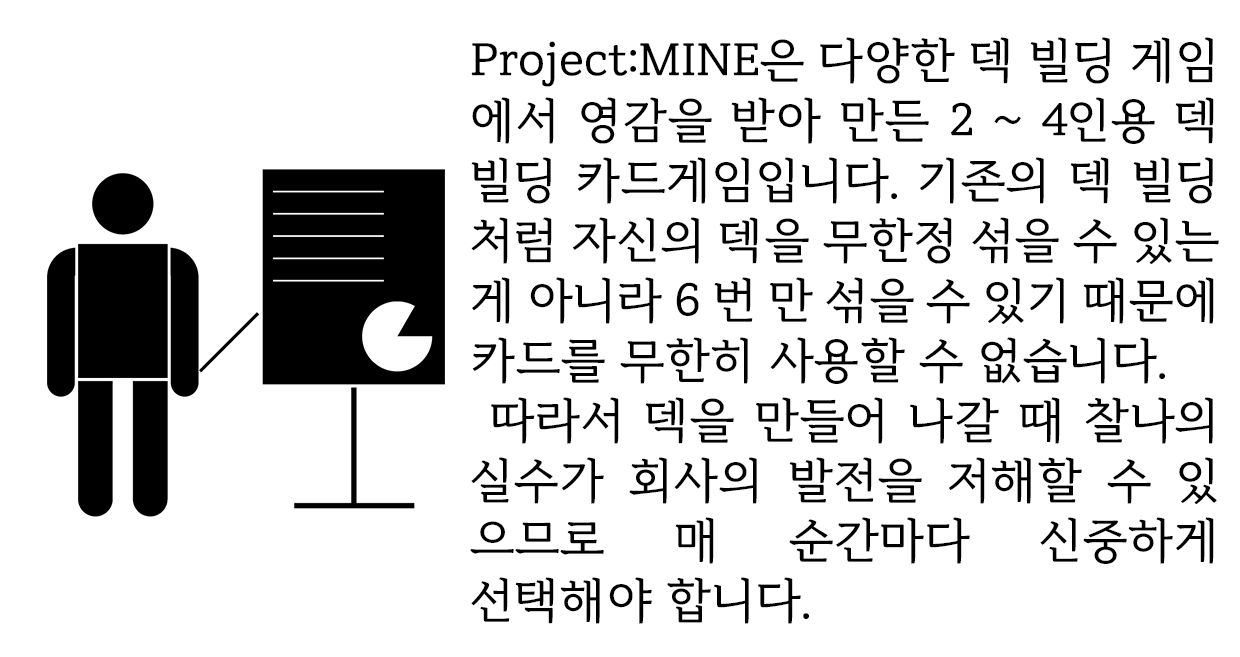 Project:MINE은 다양한 덱 빌딩 게임
에서 영감을 받아 만든 2 ~ 4인용 덱
빌딩 카드게임입니다. 기존의 덱 빌딩
처럼 자신의 덱을 무한정 섞을 수 있는
게 아니라 6 번 만 섞을 수 있기 때문에
카드를 무한히 사용할 수 없습니다.
따라서 덱을 만들어 나갈 때 찰나의
실수가 회사의 발전을 저해할 수 있
으므로 매 순간마다 신중하게
선택해야 합니다.